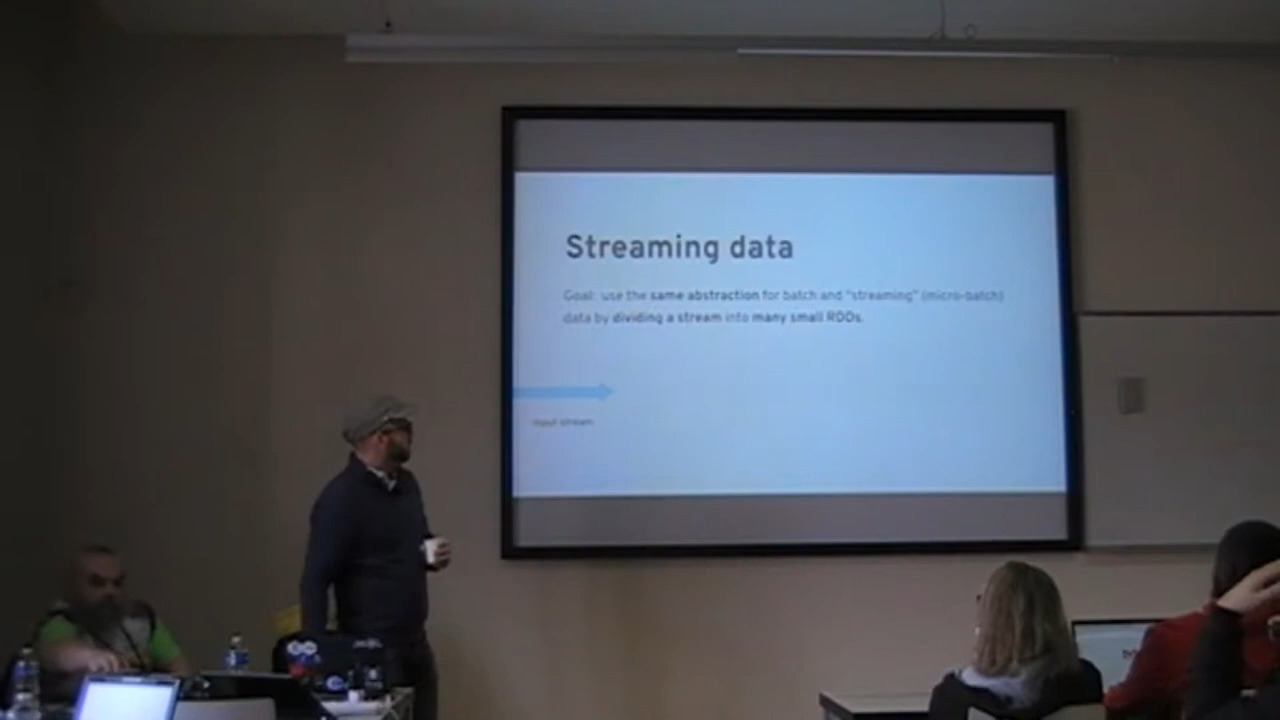 Streaming data
Goal: use the same abstraction for batch and "streaming" (micro-batch)
data by dividing a stream into many small RDDs.
input stream